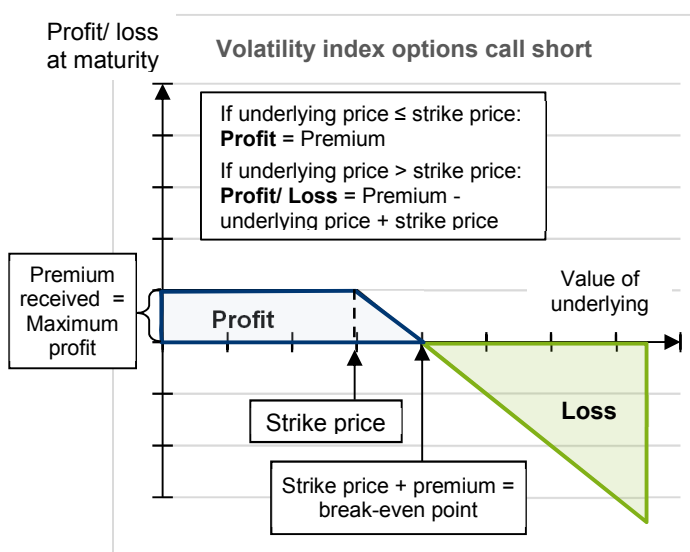 Profit/ loss
at maturity
Volatility index options call short
If underlying price ≤ strike price:
Profit = Premium
If underlying price > strike price:
Profit/ Loss = Premium -
underlying price + strike price
Premium
received =
Maximum
profit
Profit
Value of
underlying
Strike price
Loss
Strike price + premium =
break-even point